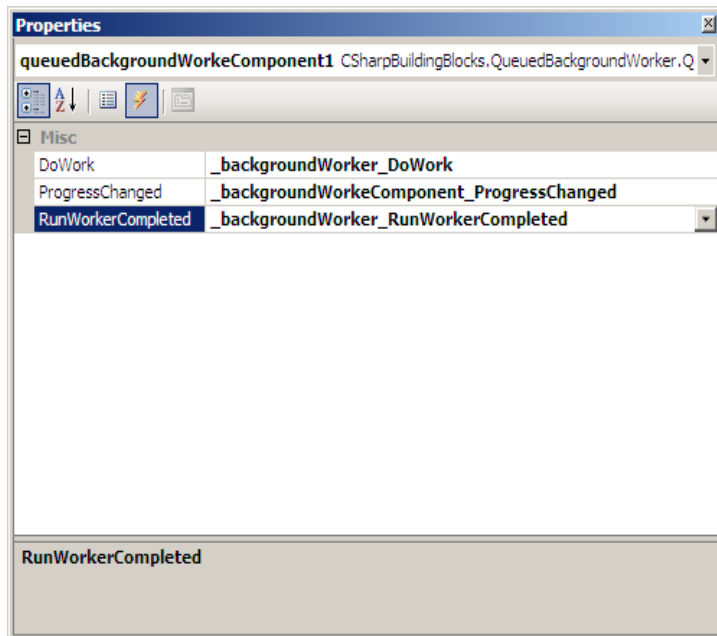 Properties
queuedBackgroundWorkeComponent1 CSharpBuildingBlocks.QueuedBackgroundWorker.Q
Misc
DoWork _backgroundWorker_DoWork
ProgressChanged _backgroundWorkeComponent_ProgressChanged
RunWorkerCompleted _backgroundWorker_RunWorkerCompleted
RunWorkerCompleted